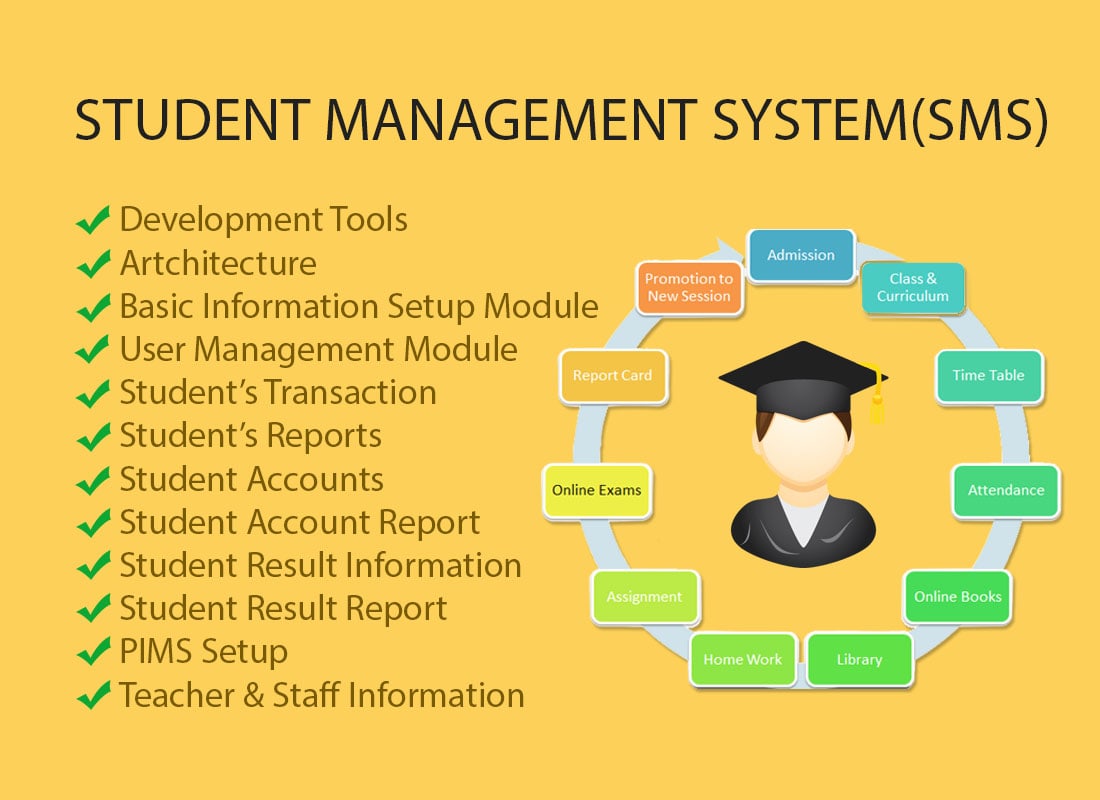 STUDENT MANAGEMENT SYSTEM(SMS)
Development Tools
Artchitecture
Basic Information Setup Module
User Management Module
Student’s Transaction
Student’s Reports
Student Accounts
Student Account Report
Student Result Information
Student Result Report
PIMS Setup
Teacher & Staff Information
Admission
Class &
Curriculum
Time Table
Attendance
Online Books
Library
Home Work
Assignment
Online Exams
Report Card
Promotion to
New Session